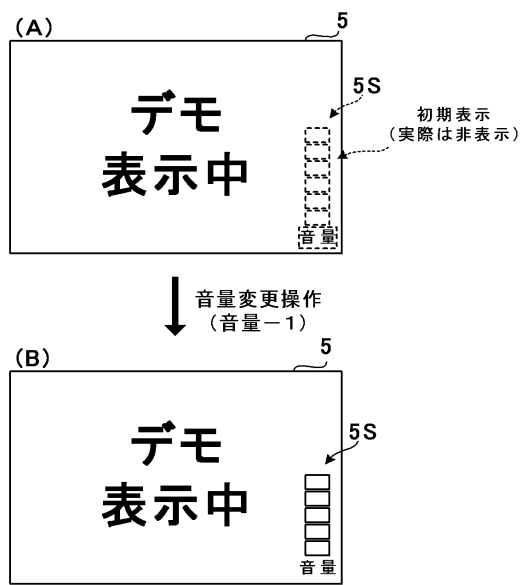 (A)
5
デモ
表示中
5S
初期表示
(実際は非表示)
音量
音量変更操作
(音量－1)
(B)
5
デモ
表示中
5S
音量